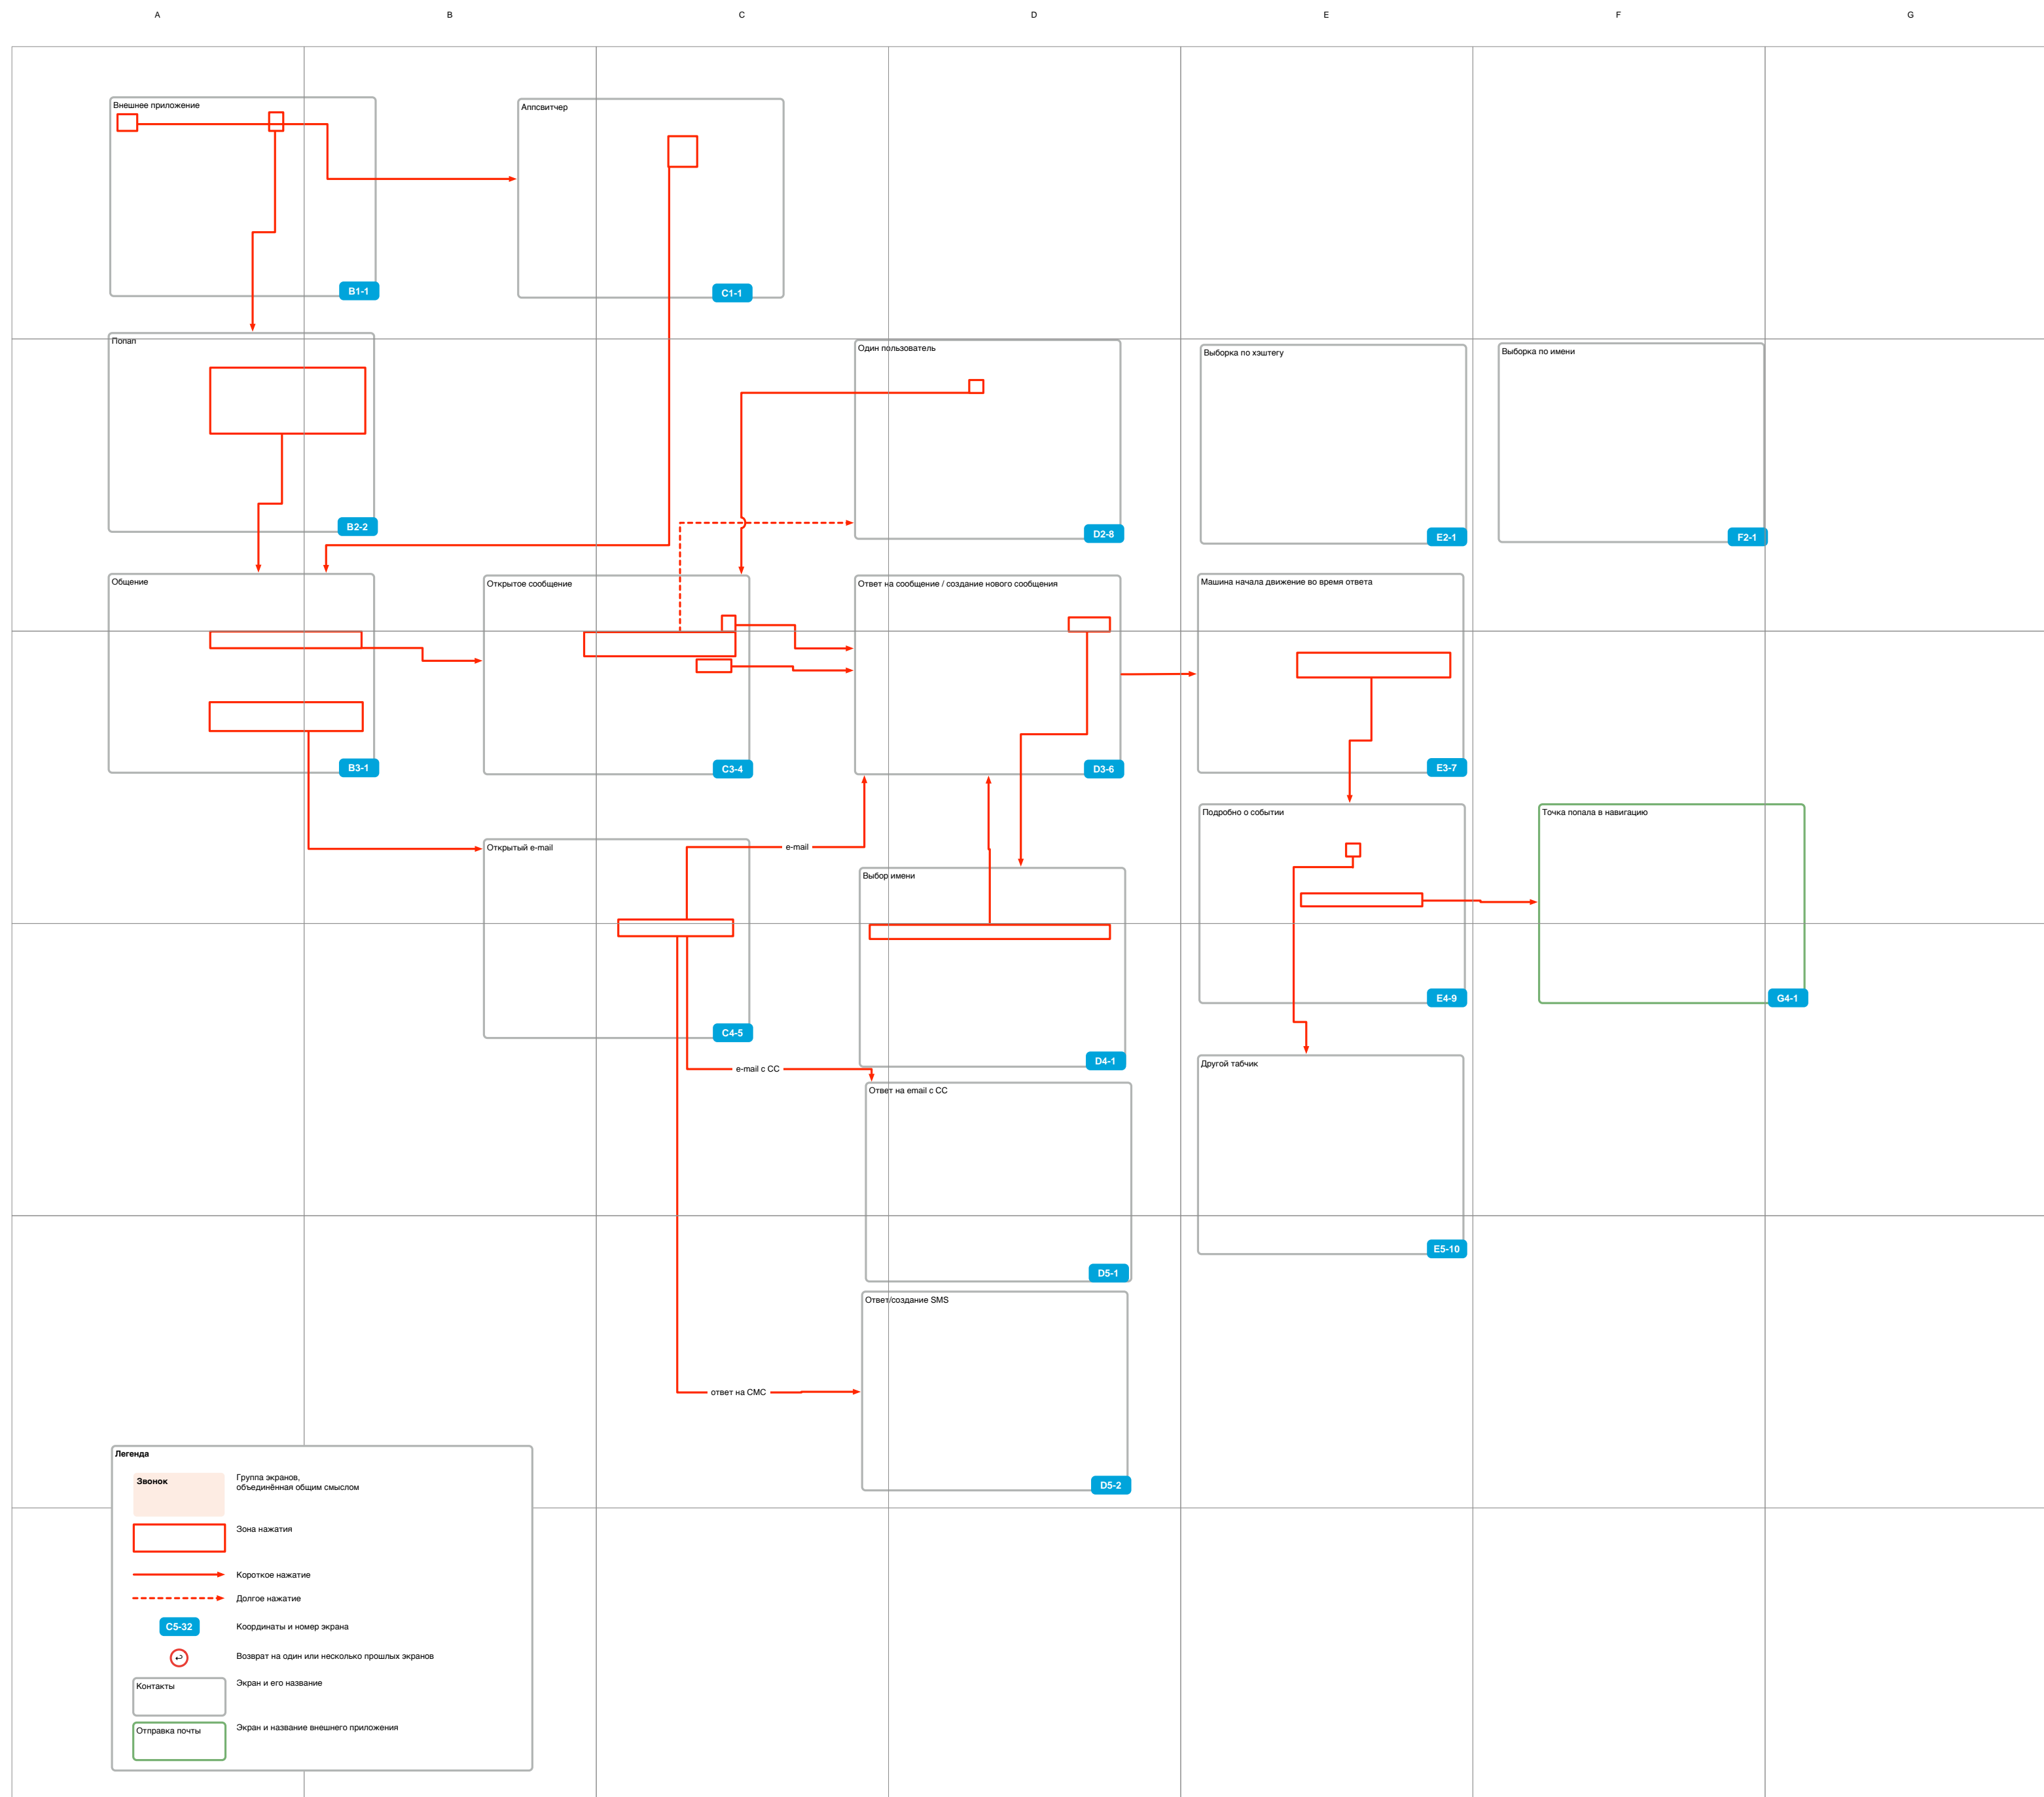 A
B
C
D
E
F
G
Внешнее приложение
B1-1
Аппсвитчер
C1-1
Попап
B2-2
Один пользователь
D2-8
Выборка по хэштегу
E2-1
Выборка по имени
F2-1
Общение
B3-1
Открытое сообщение
C3-4
Ответ на сообщение / создание нового сообщения
D3-6
Машина начала движение во время ответа
E3-7
Открытый e-mail
C4-5
e-mail
Выбор имени
D4-1
Подробно о событии
E4-9
Точка попала в навигацию
G4-1
e-mail с CC
Ответ на email с CC
D5-1
Другой табчик
E5-10
ответ на СМС
Ответ/создание SMS
D5-2
Легенда
Звонок
Группа экранов,
объединённая общим смыслом
Зона нажатия
Короткое нажатие
Долгое нажатие
C5-32
Координаты и номер экрана
Возврат на один или несколько прошлых экранов
Контакты
Экран и его название
Отправка почты
Экран и название внешнего приложения